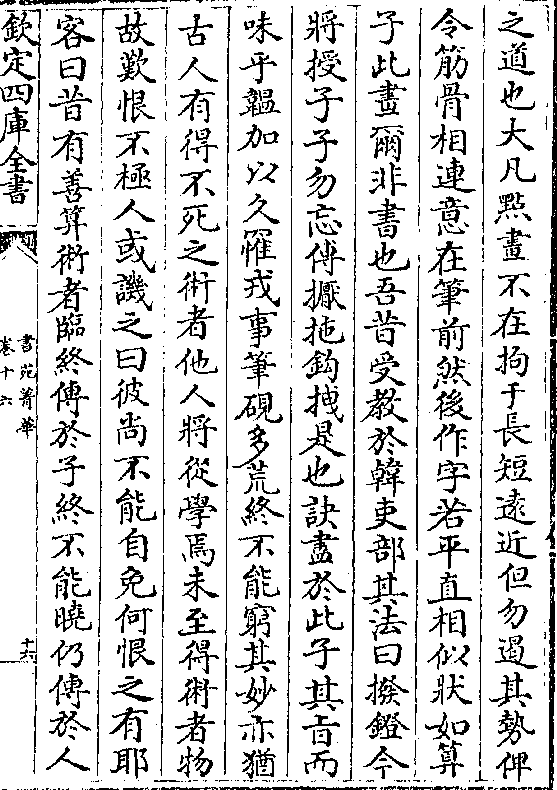 之道也大凡㸃畫不在拘于長短遠近但勿遏其勢俾
令筋骨相連意在筆前然後作字若平直相似狀如算
子此畫爾非書也吾昔受教於韓吏部其法曰撥鐙今
將授子子勿忘傳擫拖鈎拽是也訣盡於此子其㫖而
味乎韞加以久罹戎事筆硯多荒終不能窮其妙亦猶
古人有得不死之術者他人將從學焉未至得術者物
故歎恨不極人或譏之曰彼尚不能自免何恨之有耶
客曰昔有善算術者臨終傳於子終不能曉仍傳於人
欽定四庫全書
書苑菁華
卷十六
十六